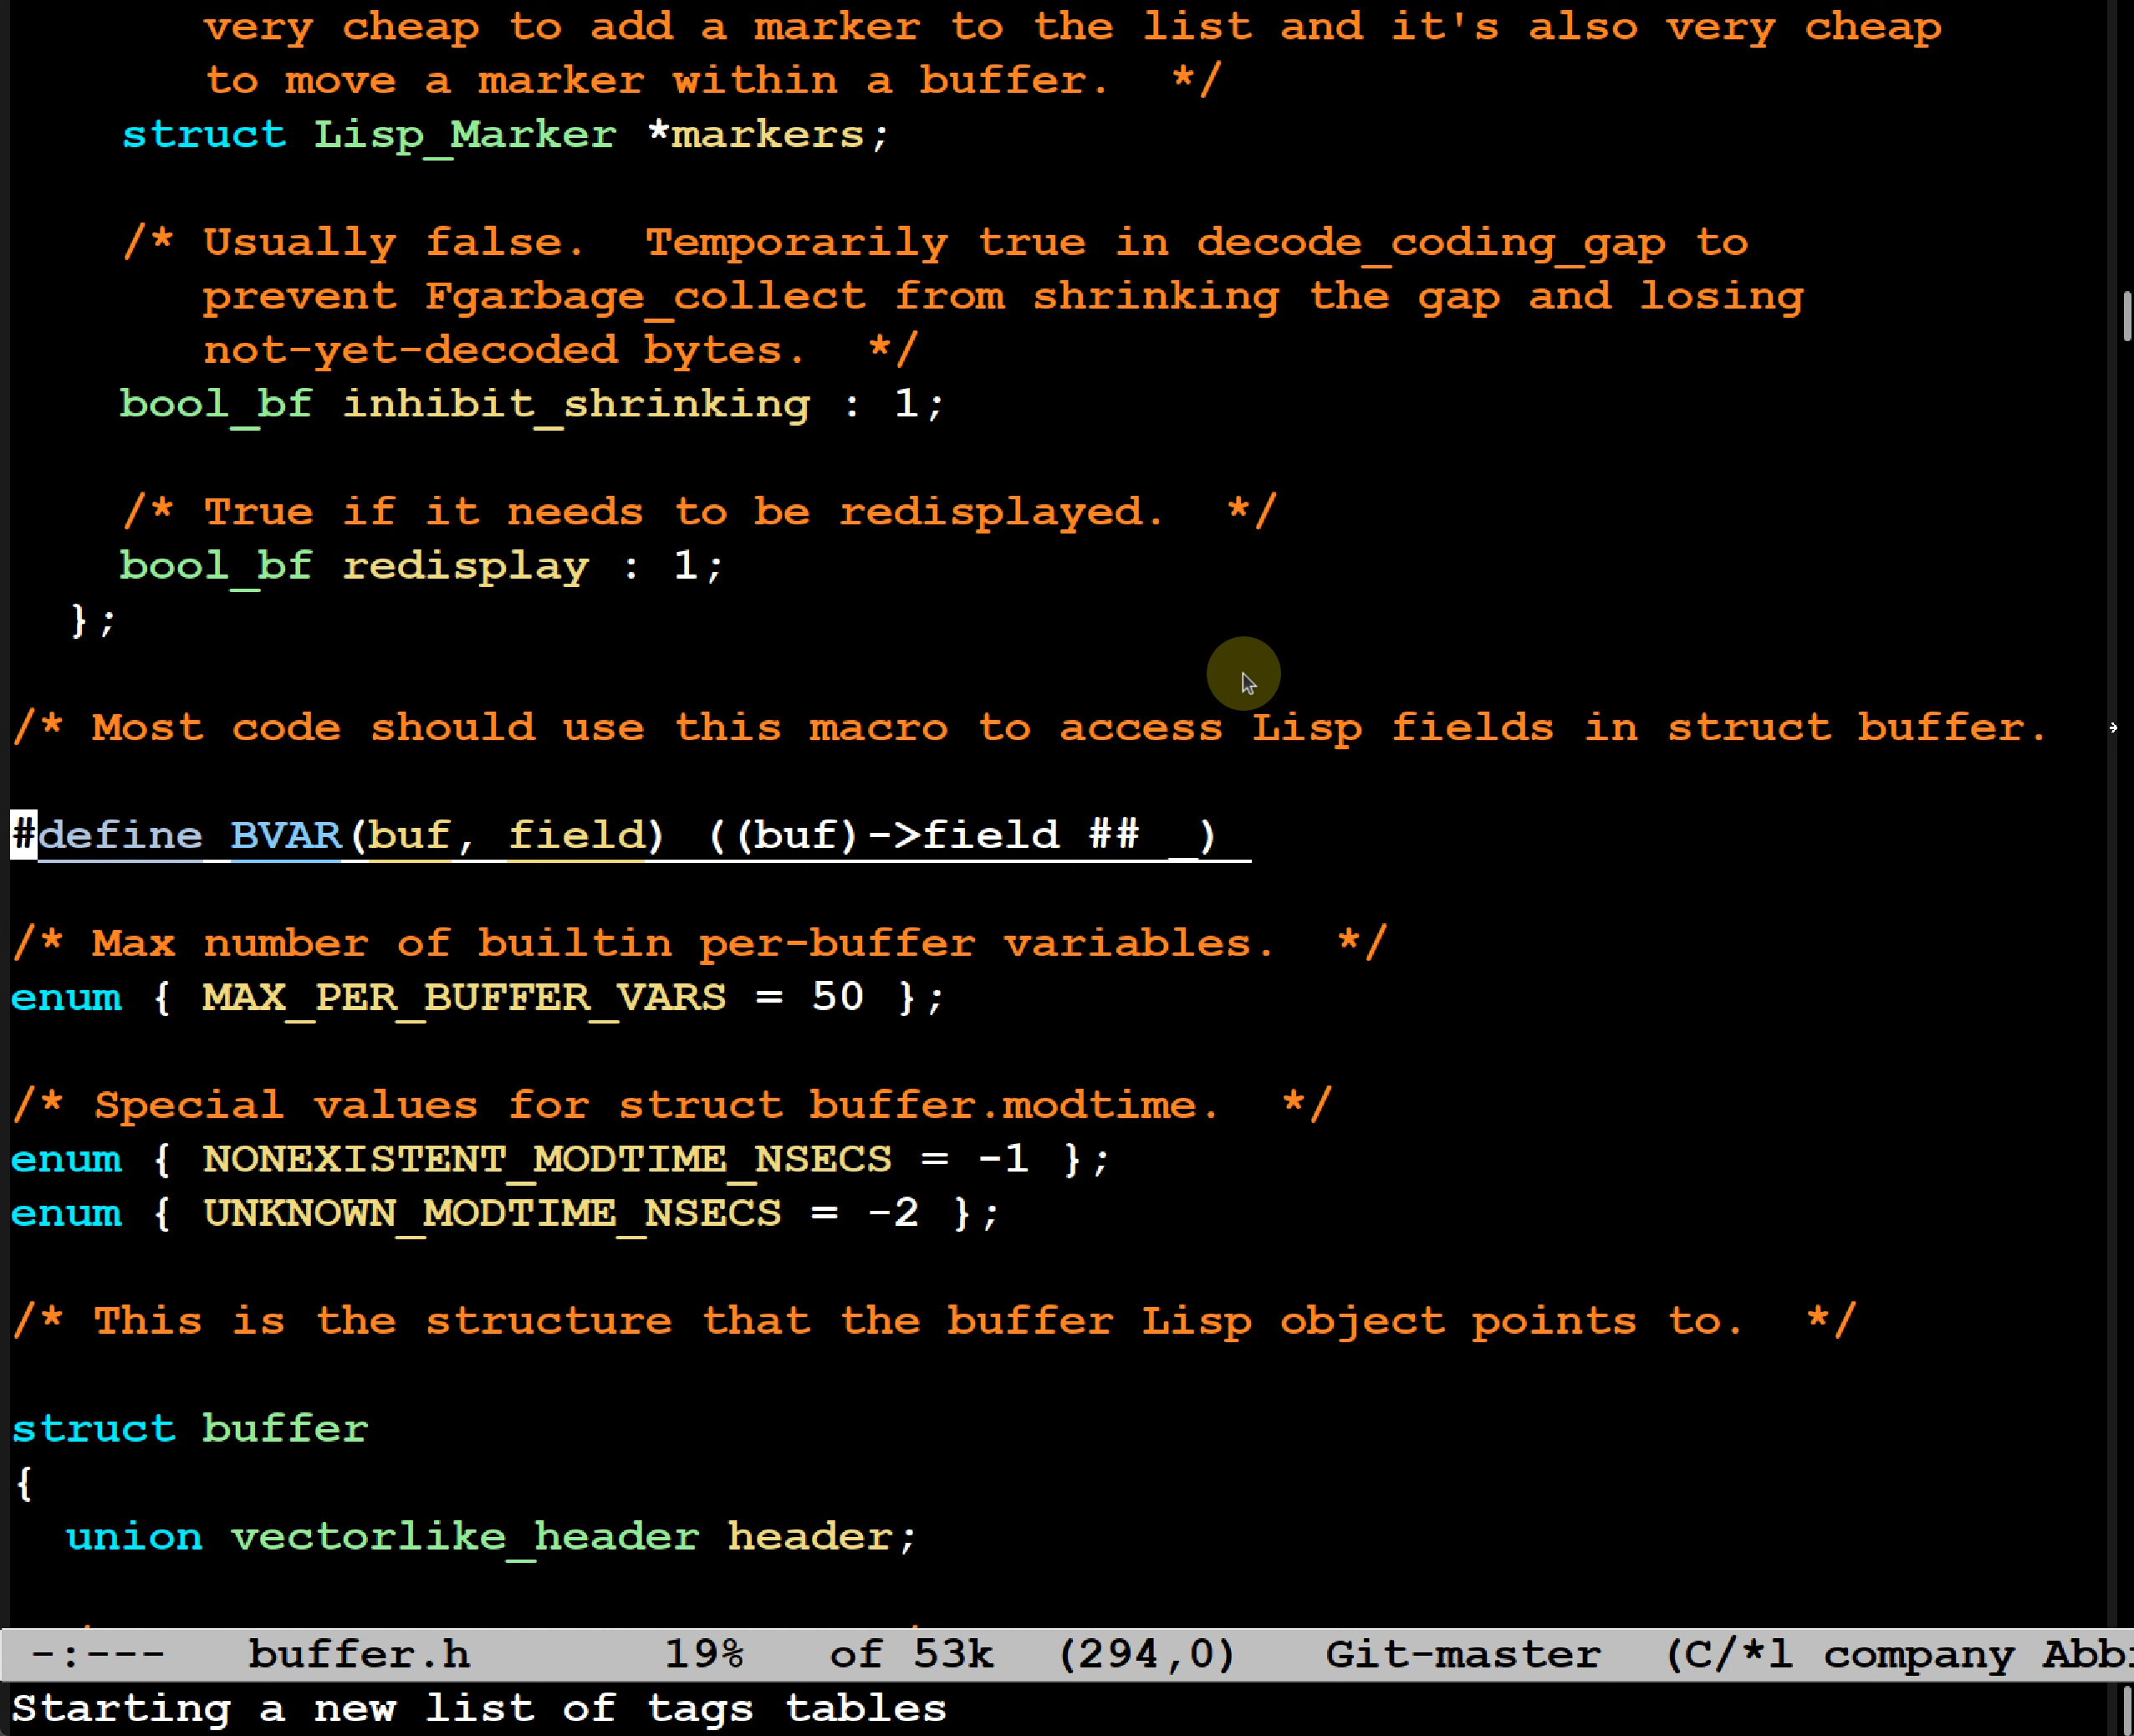 very cheap to add a marker to the list and it's also very cheap
to move a marker within a buffer.  */
struct Lisp_Marker *markers;
/* Usually false.  Temporarily true in decode_coding_gap to
prevent Fgarbage_collect from shrinking the gap and losing
not-yet-decoded bytes.  */
bool_bf inhibit_shrinking : 1;
/* True if it needs to be redisplayed.  */
bool_bf redisplay : 1;
};
/* Most code should use this macro to access Lisp fields in struct buffer.
#define BVAR(buf, field) ((buf)->field ## _)
/* Max number of builtin per-buffer variables.  */
enum { MAX_PER_BUFFER_VARS = 50 };
/* Special values for struct buffer.modtime.  */
enum { NONEXISTENT_MODTIME_NSECS = -1 };
enum { UNKNOWN_MODTIME_NSECS = -2 };
/* This is the structure that the buffer Lisp object points to.  */
struct buffer
{
union vectorlike_header header;
-:---   buffer.h       19%   of 53k  (294,0)   Git-master  (C/*l company Abb
Starting a new list of tags tables